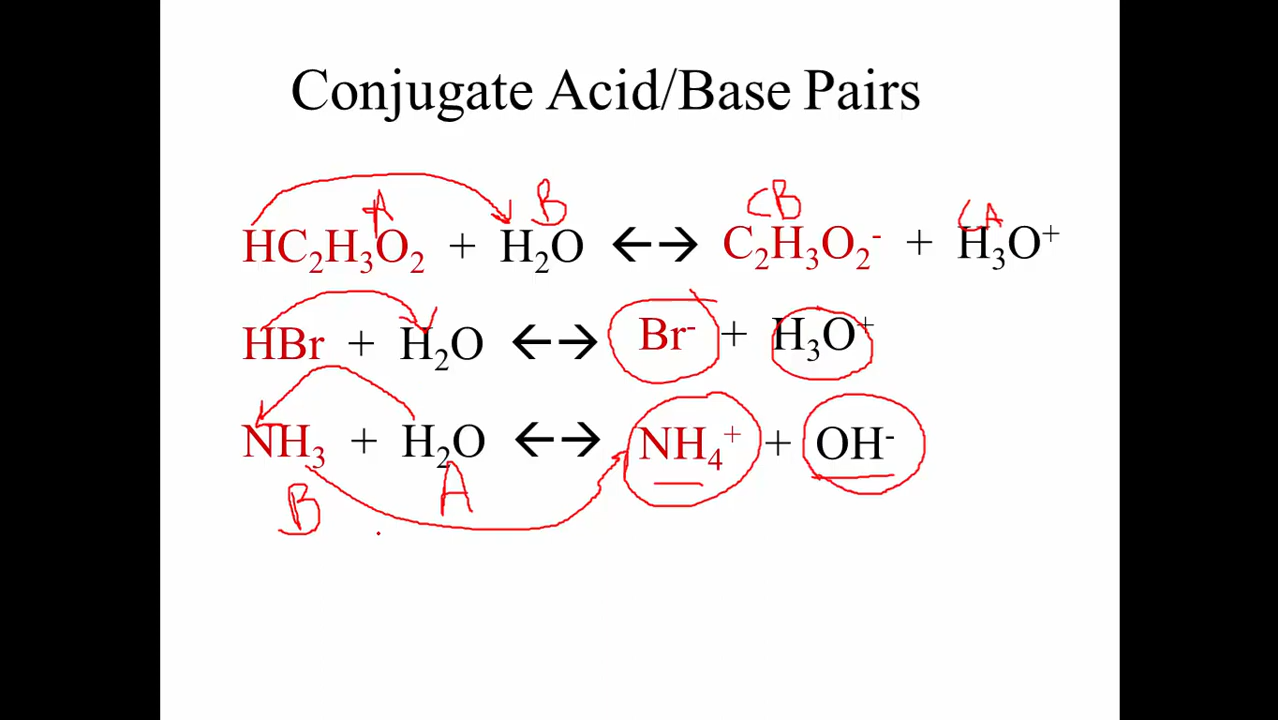 Conjugate Acid/Base Pairs
A B CB CA
HC₂H₃O₂ + H₂O ←→ C₂H₃O₂⁻ + H₃O⁺
HBr + H₂O ←→ Br⁻ + H₃O⁺
NH₃ + H₂O ←→ NH₄⁺ + OH⁻
B A